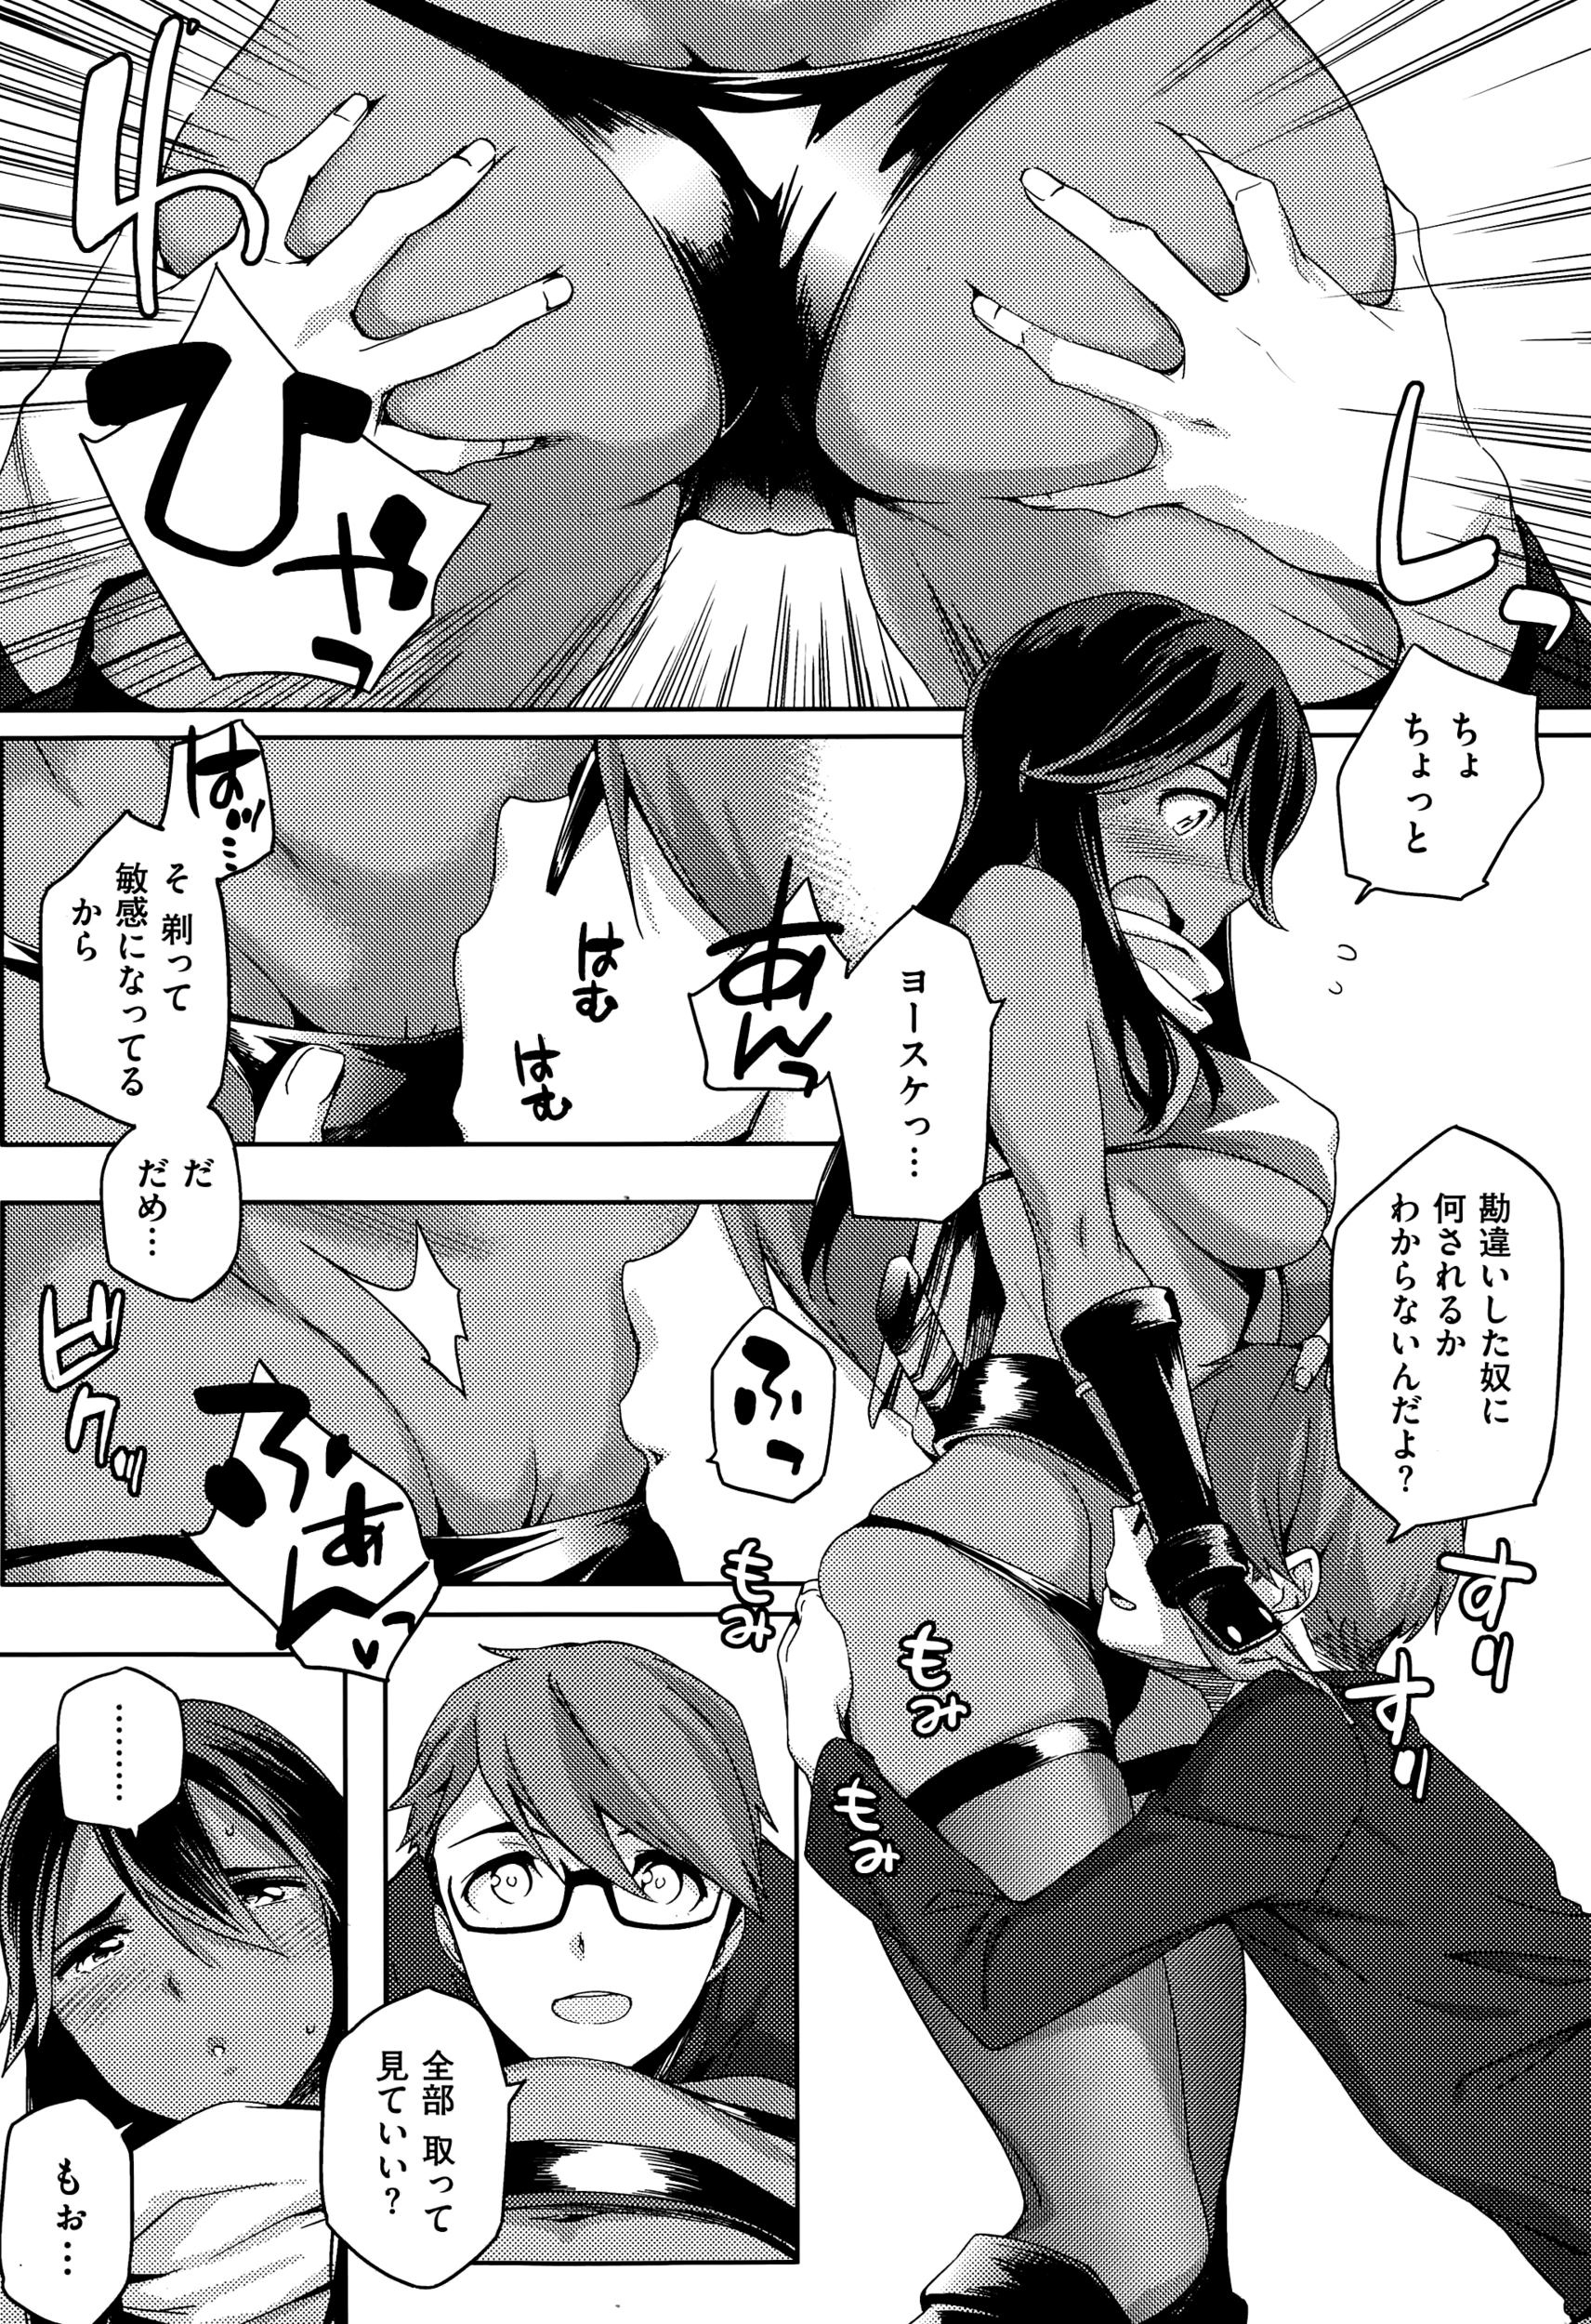 わ
しっ
ひゃっ
ちょ
ちょっと
勘違いした奴に
何されるか
わからないんだよ?
すり
すり
ヨースケっ…
あんっ
はむ
はむ
はッ…
そ 剃って
敏感になってる
から
だ
だめ…
ふっ
ビクッ
ふぁんっ♥
もみ
もみ
もみ
全部 取って
見ていい?
………
もぉ…